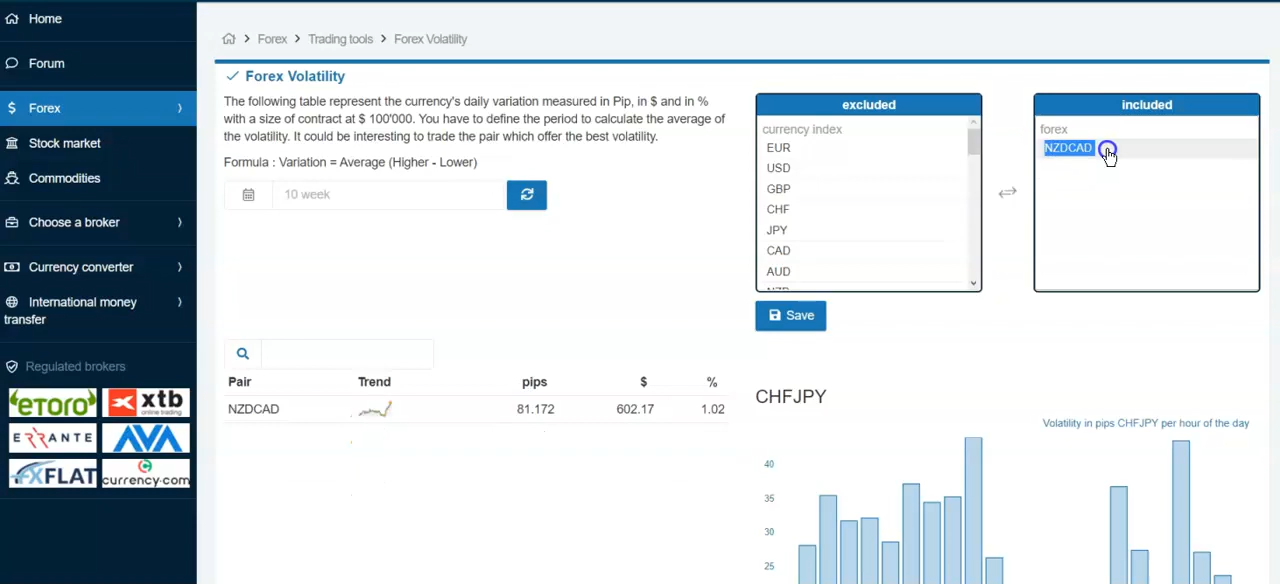 Home
Forum
Forex
Stock market
Commodities
Choose a broker
Currency converter
International money
transfer
Regulated brokers
eTORO
xtb
online trading
ERRANTE
AVA
FXFLAT
currency.com
Forex
Trading tools
Forex Volatility
Forex Volatility
The following table represent the currency's daily variation measured in Pip, in $ and in %
with a size of contract at $ 100'000. You have to define the period to calculate the average of
the volatility. It could be interesting to trade the pair which offer the best volatility.
Formula : Variation = Average (Higher - Lower)
10 week
excluded
currency index
EUR
USD
GBP
CHF
JPY
CAD
AUD
included
forex
NZDCAD
Save
Pair Trend pips $ %
NZDCAD 81.172 602.17 1.02
CHFJPY
Volatility in pips CHFJPY per hour of the day
40
35
30
25